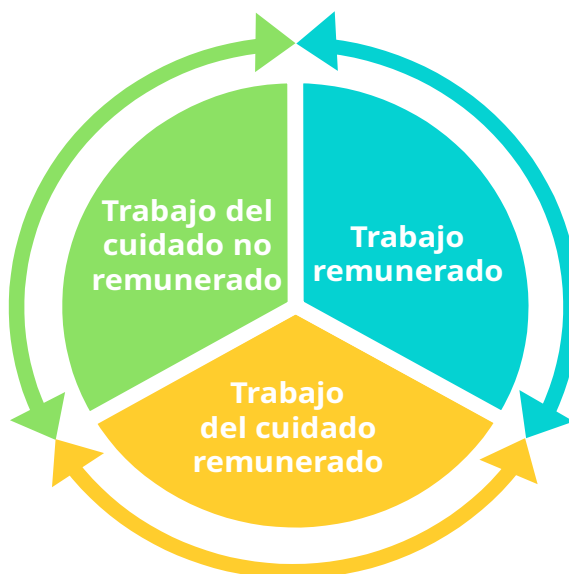 Trabajo del
cuidado no
remunerado
Trabajo
remunerado
Trabajo
del cuidado
remunerado